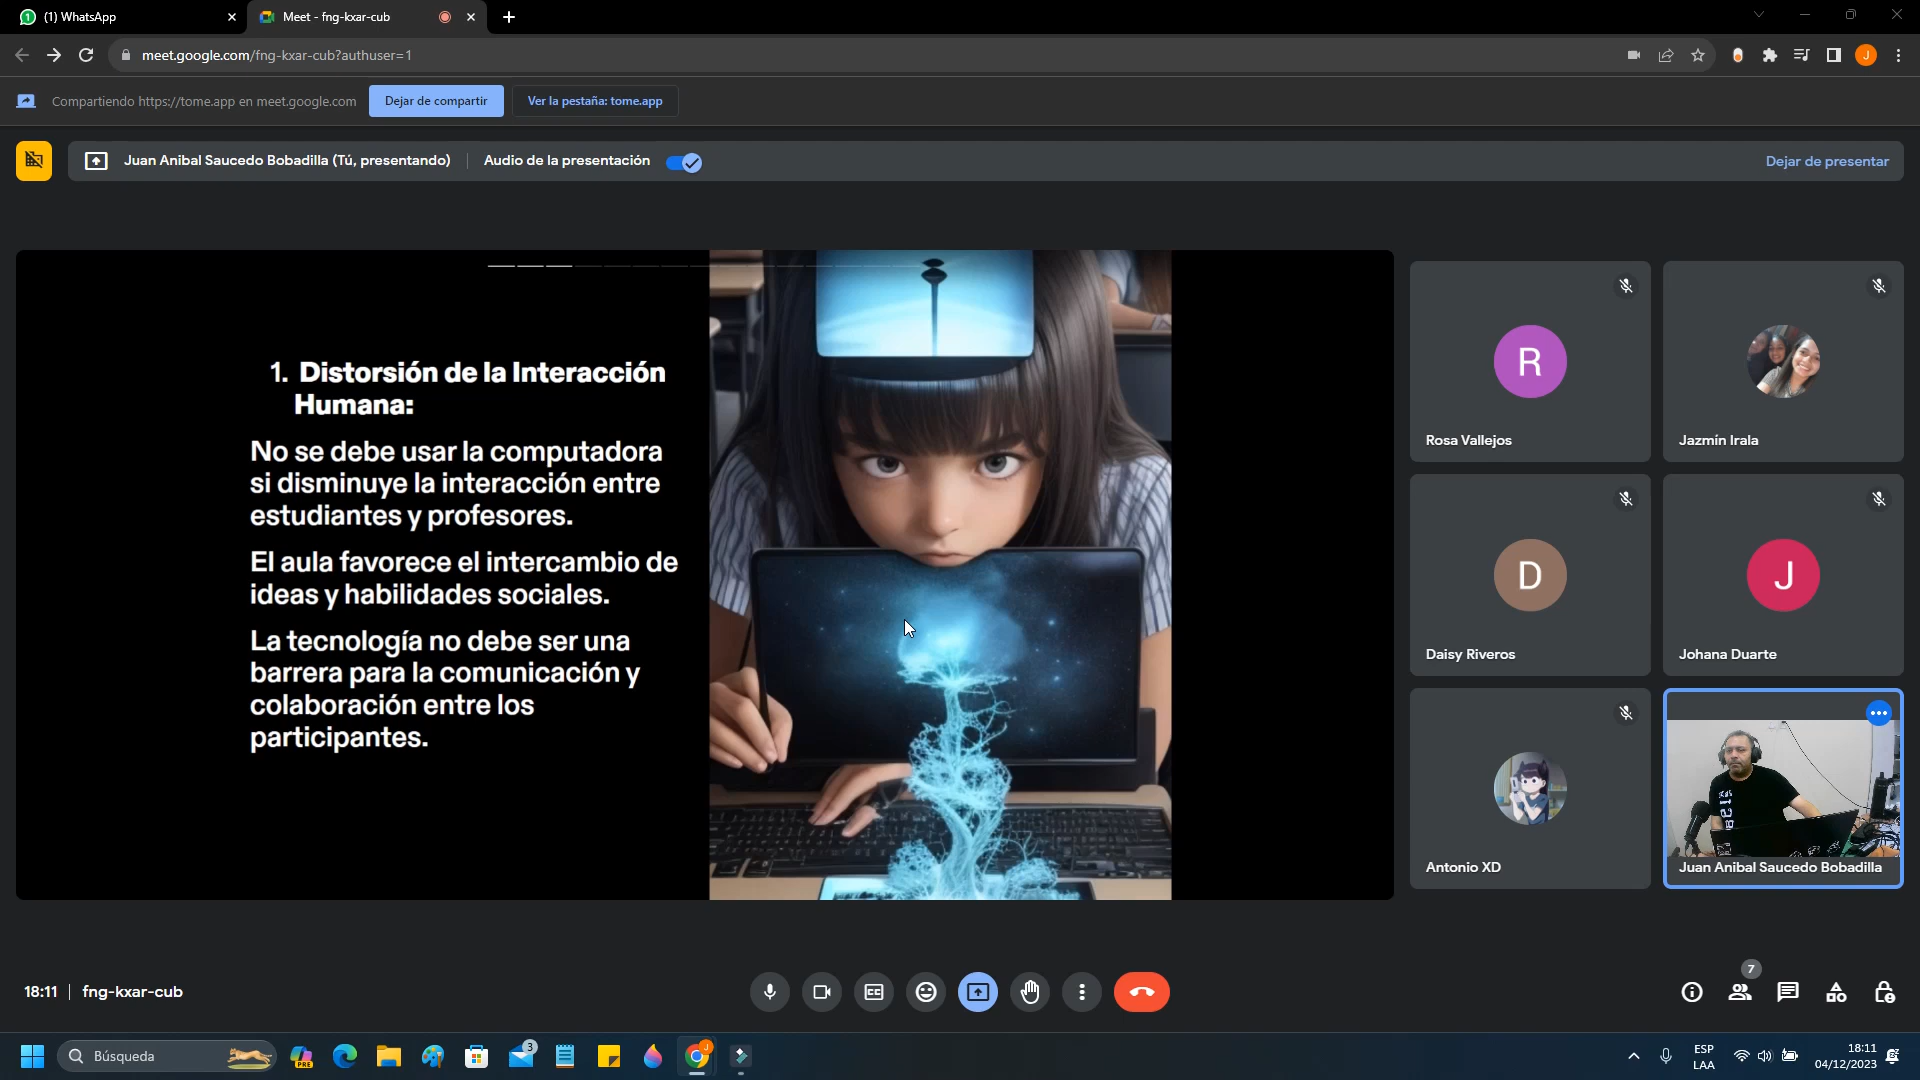 (1) WhatsApp
Meet - fng-kxar-cub
meet.google.com/fng-kxar-cub?authuser=1
J
Compartiendo https://tome.app en meet.google.com
Dejar de compartir
Ver la pestaña: tome.app
Juan Anibal Saucedo Bobadilla (Tú, presentando)
Audio de la presentación
Dejar de presentar
1. Distorsión de la Interacción
Humana:
No se debe usar la computadora
si disminuye la interacción entre
estudiantes y profesores.
El aula favorece el intercambio de
ideas y habilidades sociales.
La tecnología no debe ser una
barrera para la comunicación y
colaboración entre los
participantes.
R
Rosa Vallejos
Jazmín Irala
D
Daisy Riveros
J
Johana Duarte
Antonio XD
Juan Anibal Saucedo Bobadilla
18:11 | fng-kxar-cub
7
Búsqueda
PRE
3
ESP
LAA
18:11
04/12/2023